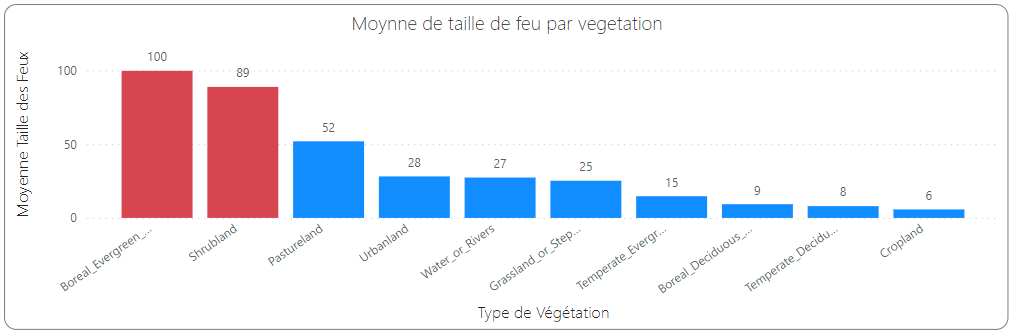 Moynne de taille de feu par vegetation
Moyenne Taille des Feux
100
50
0
100
89
52
28
27
25
15
9
8
6
Boreal_Evergreen_...
Shrubland
Pastureland
Urbanland
Water_or_Rivers
Grassland_or_Step...
Temperate_Evergr...
Boreal_Deciduous_...
Temperate_Decidu...
Cropland
Type de Végétation